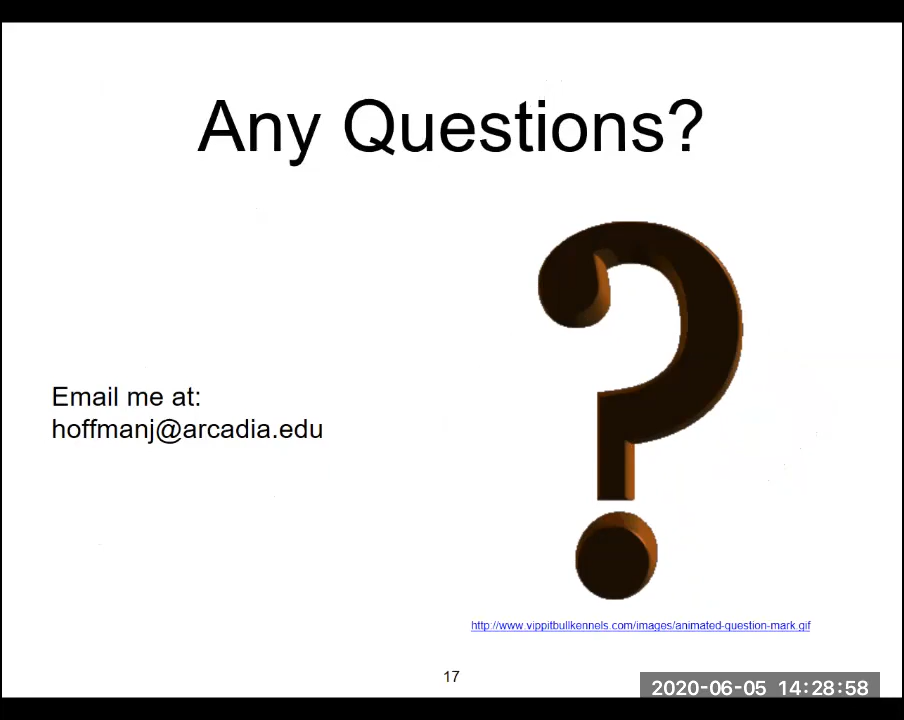 Any Questions?
Email me at:
hoffmanj@arcadia.edu
http://www.vippitbullkennels.com/images/animated-question-mark.gif
17
2020-06-05 14:28:58